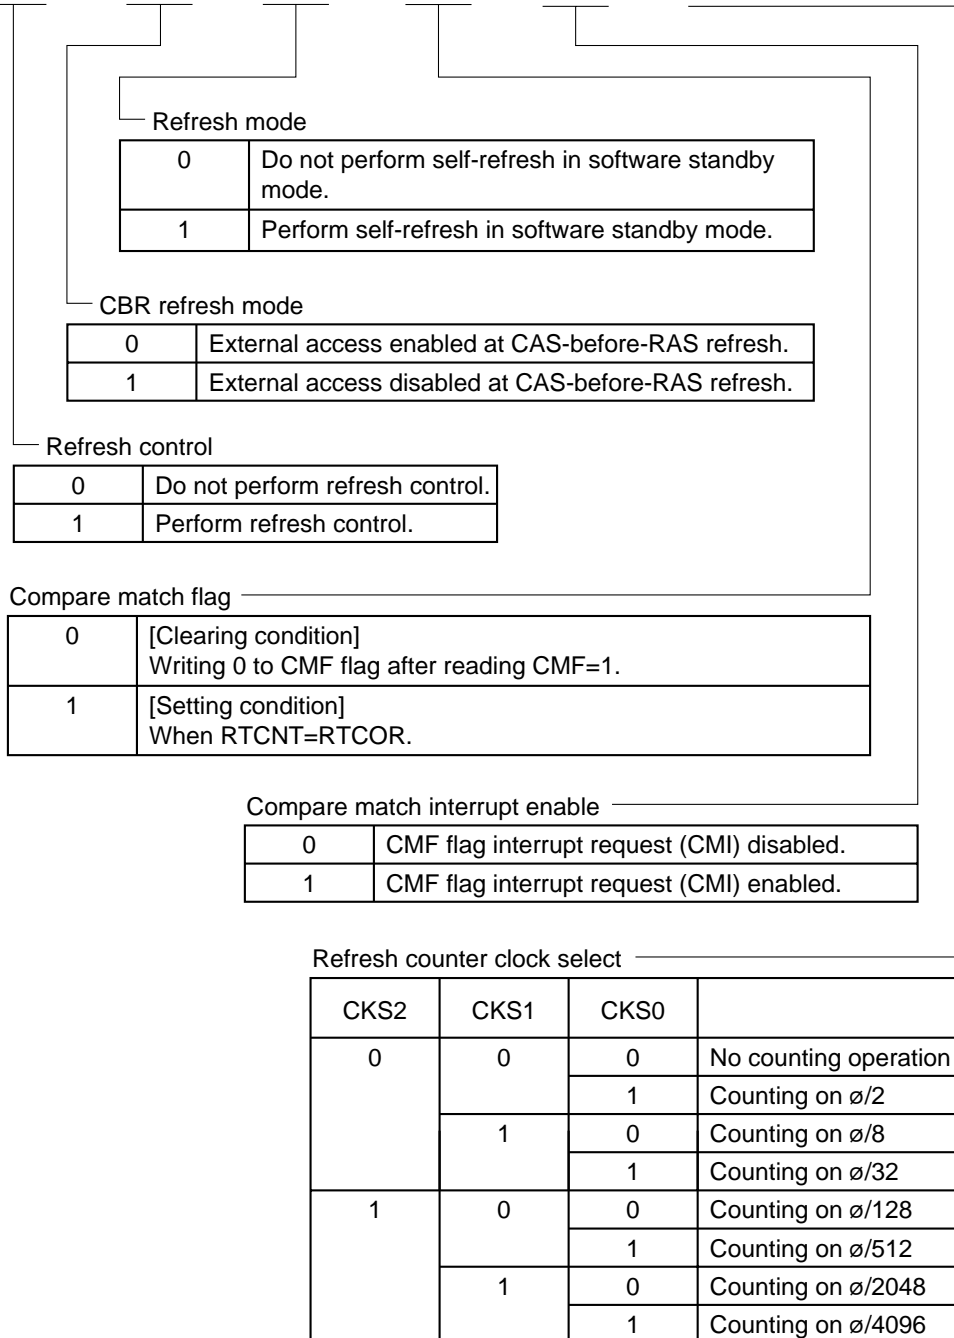 Refresh mode
0 Do not perform self-refresh in software standby
mode.
1 Perform self-refresh in software standby mode.
CBR refresh mode
0 External access enabled at CAS-before-RAS refresh.
1 External access disabled at CAS-before-RAS refresh.
Refresh control
0 Do not perform refresh control.
1 Perform refresh control.
Compare match flag
0 [Clearing condition]
Writing 0 to CMF flag after reading CMF=1.
1 [Setting condition]
When RTCNT=RTCOR.
Compare match interrupt enable
0 CMF flag interrupt request (CMI) disabled.
1 CMF flag interrupt request (CMI) enabled.
Refresh counter clock select
CKS2 CKS1 CKS0
0 0 0 No counting operation
1 Counting on ø/2
1 0 Counting on ø/8
1 Counting on ø/32
1 0 0 Counting on ø/128
1 Counting on ø/512
1 0 Counting on ø/2048
1 Counting on ø/4096